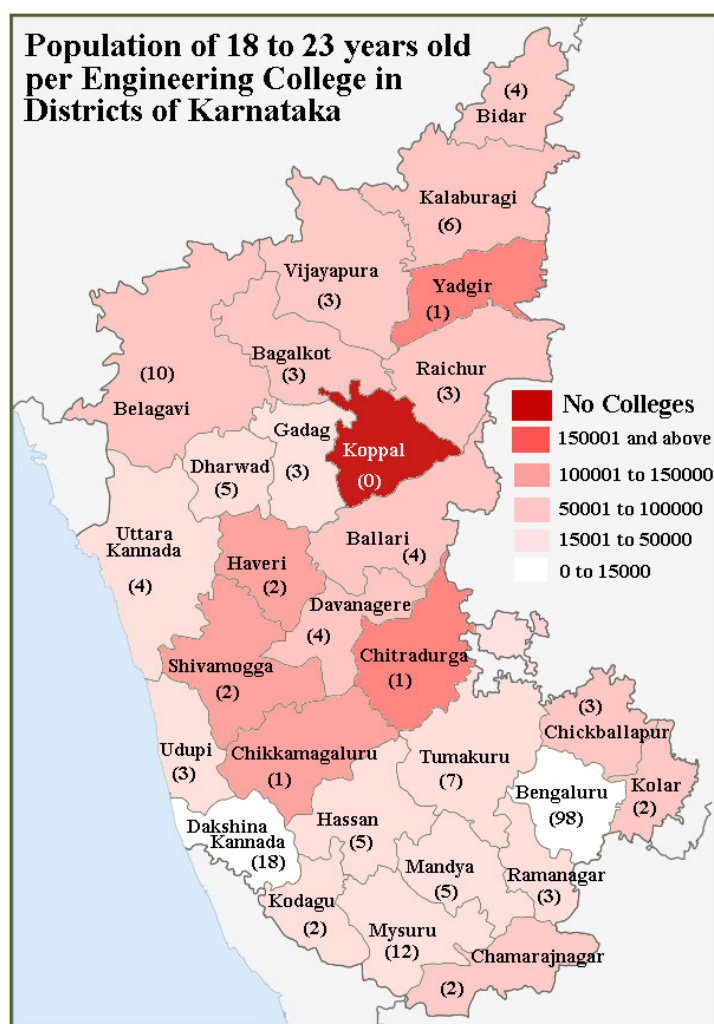 Population of 18 to 23 years old
per Engineering College in
Districts of Karnataka
(4)
Bidar
Kalaburagi
(6)
Vijayapura
(3)
Yadgir
(1)
Bagalkot
(3)
Raichur
(3)
(10)
Belagavi
Gadag
(3)
Koppal
(0)
Dharwad
(5)
No Colleges
150001 and above
100001 to 150000
50001 to 100000
15001 to 50000
0 to 15000
Uttara
Kannada
(4)
Haveri
(2)
Ballari
(4)
Davanagere
(4)
Chitradurga
(1)
Shivamogga
(2)
Udupi
(3)
Chikkamagaluru
(1)
Tumakuru
(7)
(3)
Chickballapur
Bengaluru
(98)
Kolar
(2)
Dakshina
Kannada
(18)
Hassan
(5)
Mandya
(5)
Ramanagar
(3)
Kodagu
(2)
Mysuru
(12)
Chamarajnagar
(2)